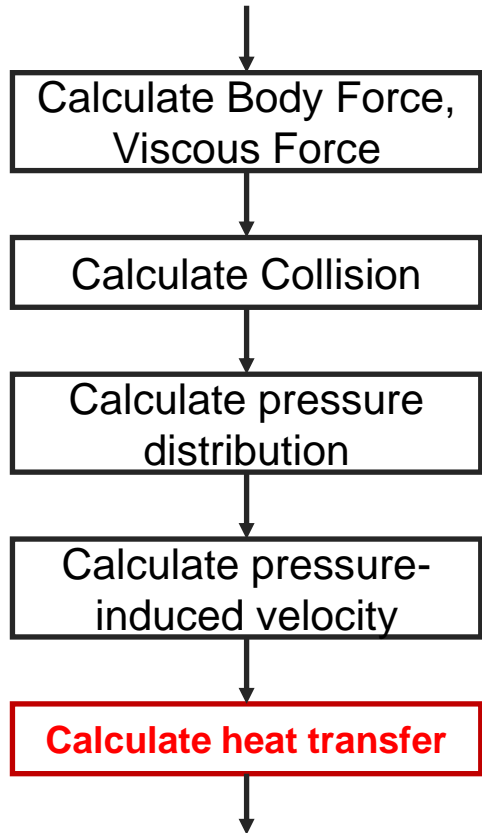 Calculate Body Force,
Viscous Force
Calculate Collision
Calculate pressure
distribution
Calculate pressure-
induced velocity
Calculate heat transfer